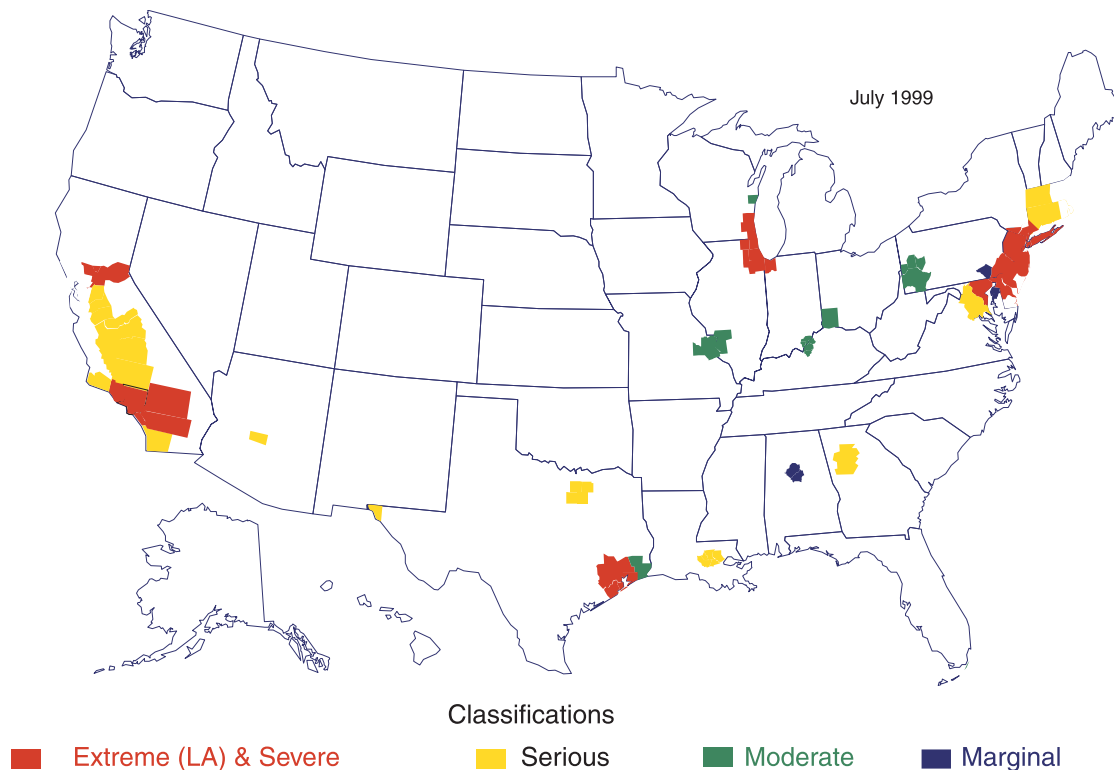 July 1999
Classifications
Extreme (LA) & Severe
Serious
Moderate
Marginal